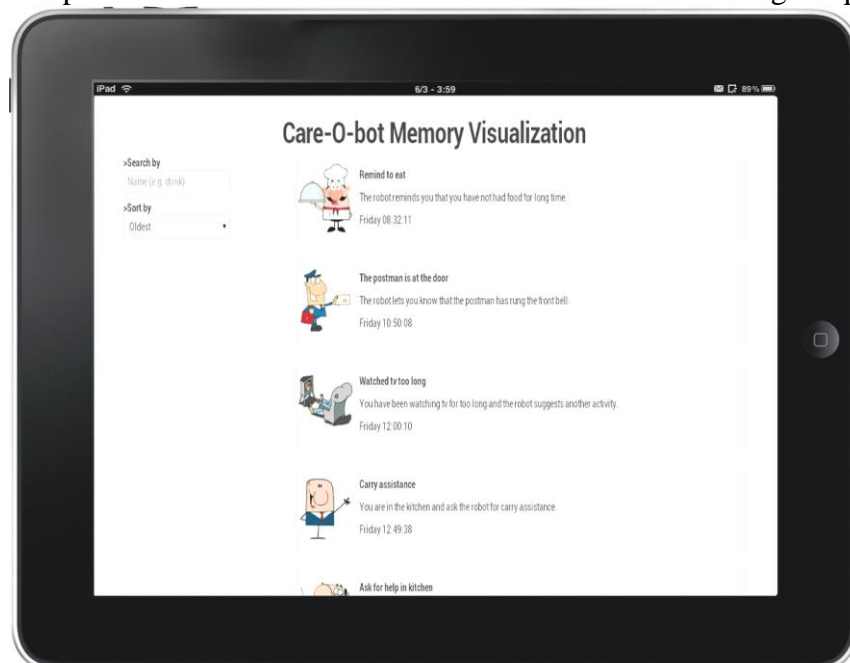 iPad
6/3 - 3:59
89%
Care-O-bot Memory Visualization
>Search by
Name (e.g. drink)
>Sort by
Oldest
Remind to eat
The robot reminds you that you have not had food for long time.
Friday 08:32:11
The postman is at the door
The robot lets you know that the postman has rung the front bell.
Friday 10:50:08
Watched tv too long
You have been watching tv for too long and the robot suggests another activity.
Friday 12:00:10
Carry assistance
You are in the kitchen and ask the robot for carry assistance.
Friday 12:49:38
Ask for help in kitchen